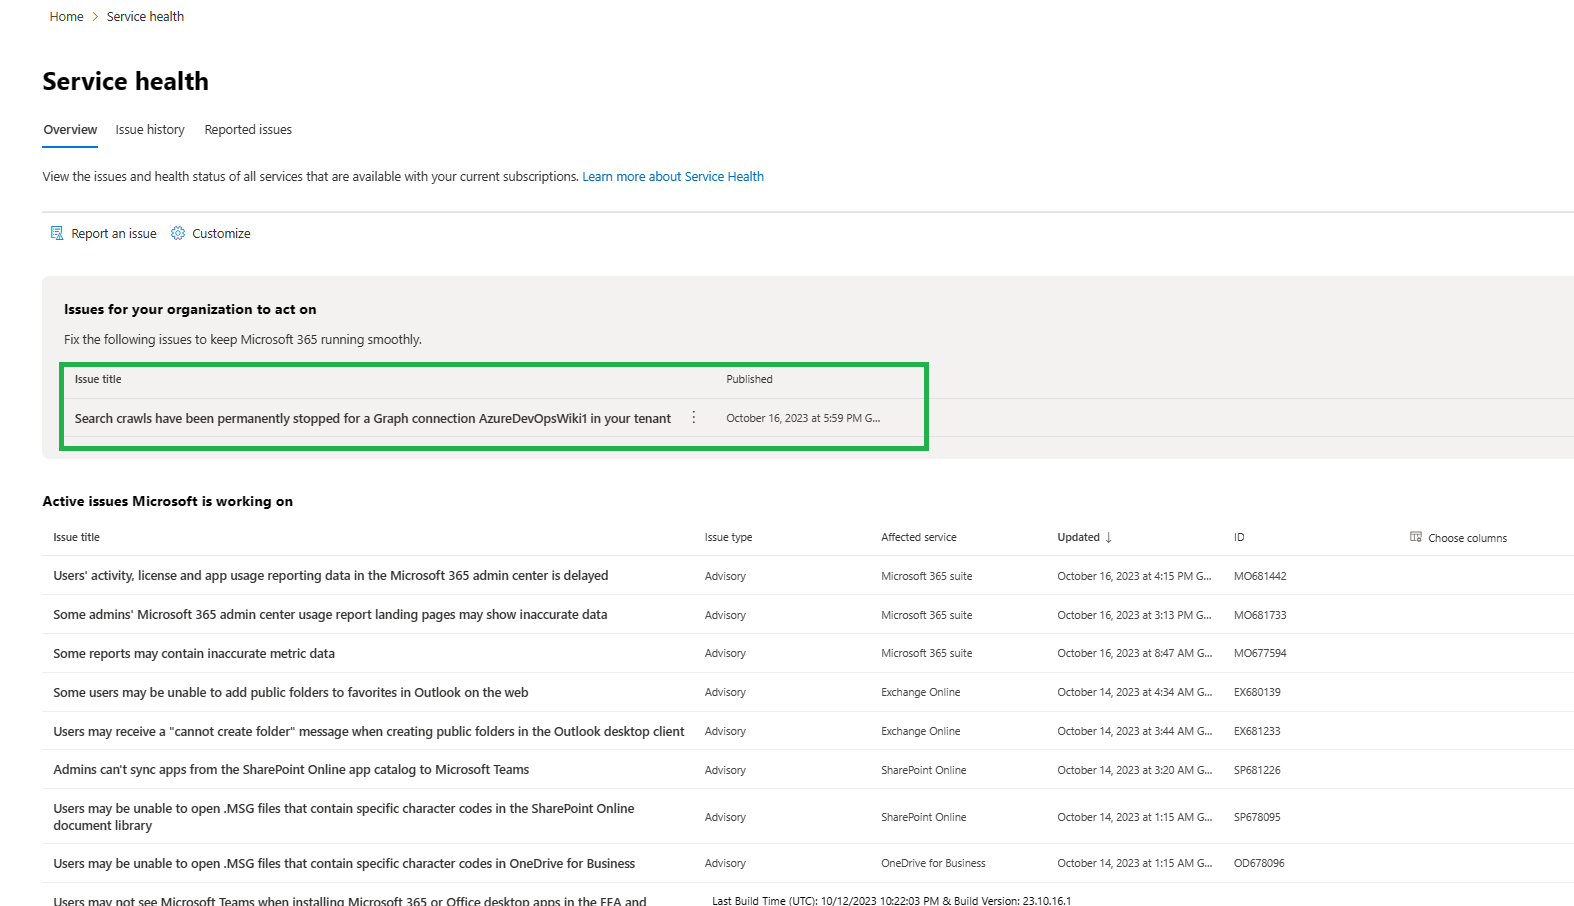 Home > Service health
Service health
Overview Issue history Reported issues
View the issues and health status of all services that are available with your current subscriptions. Learn more about Service Health
Report an issue Customize
Issues for your organization to act on
Fix the following issues to keep Microsoft 365 running smoothly.
Issue title Published
Search crawls have been permanently stopped for a Graph connection AzureDevOpsWiki1 in your tenant October 16, 2023 at 5:59 PM G...
Active issues Microsoft is working on
Issue title Issue type Affected service Updated ↓ ID Choose columns
Users' activity, license and app usage reporting data in the Microsoft 365 admin center is delayed Advisory Microsoft 365 suite October 16, 2023 at 4:15 PM G... MO681442
Some admins' Microsoft 365 admin center usage report landing pages may show inaccurate data Advisory Microsoft 365 suite October 16, 2023 at 3:13 PM G... MO681733
Some reports may contain inaccurate metric data Advisory Microsoft 365 suite October 16, 2023 at 8:47 AM G... MO677594
Some users may be unable to add public folders to favorites in Outlook on the web Advisory Exchange Online October 14, 2023 at 4:34 AM G... EX680139
Users may receive a "cannot create folder" message when creating public folders in the Outlook desktop client Advisory Exchange Online October 14, 2023 at 3:44 AM G... EX681233
Admins can't sync apps from the SharePoint Online app catalog to Microsoft Teams Advisory SharePoint Online October 14, 2023 at 3:20 AM G... SP681226
Users may be unable to open .MSG files that contain specific character codes in the SharePoint Online
document library Advisory SharePoint Online October 14, 2023 at 1:15 AM G... SP678095
Users may be unable to open .MSG files that contain specific character codes in OneDrive for Business Advisory OneDrive for Business October 14, 2023 at 1:15 AM G... OD678096
Users may not see Microsoft Teams when installing Microsoft 365 or Office desktop apps in the EEA and
Last Build Time (UTC): 10/12/2023 10:22:03 PM & Build Version: 23.10.16.1